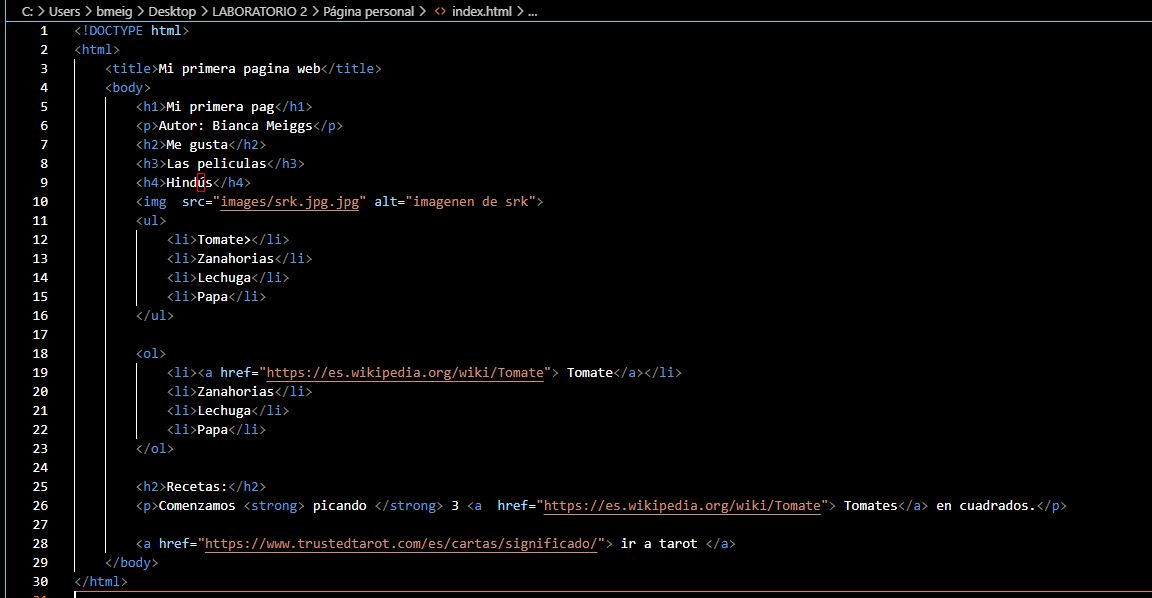 C: > Users > bmeig > Desktop > LABORATORIO 2 > Página personal > <> index.html > ...
1 <!DOCTYPE html>
2 <html>
3 <title>Mi primera pagina web</title>
4 <body>
5 <h1>Mi primera pag</h1>
6 <p>Autor: Bianca Meiggs</p>
7 <h2>Me gusta</h2>
8 <h3>Las peliculas</h3>
9 <h4>Hindús</h4>
10 <img  src="images/srk.jpg.jpg" alt="imagenen de srk">
11 <ul>
12 <li>Tomate></li>
13 <li>Zanahorias</li>
14 <li>Lechuga</li>
15 <li>Papa</li>
16 </ul>
17
18 <ol>
19 <li><a href="https://es.wikipedia.org/wiki/Tomate"> Tomate</a></li>
20 <li>Zanahorias</li>
21 <li>Lechuga</li>
22 <li>Papa</li>
23 </ol>
24
25 <h2>Recetas:</h2>
26 <p>Comenzamos <strong> picando </strong> 3 <a  href="https://es.wikipedia.org/wiki/Tomate"> Tomates</a> en cuadrados.</p>
27
28 <a href="https://www.trustedtarot.com/es/cartas/significado/"> ir a tarot </a>
29 </body>
30 </html>